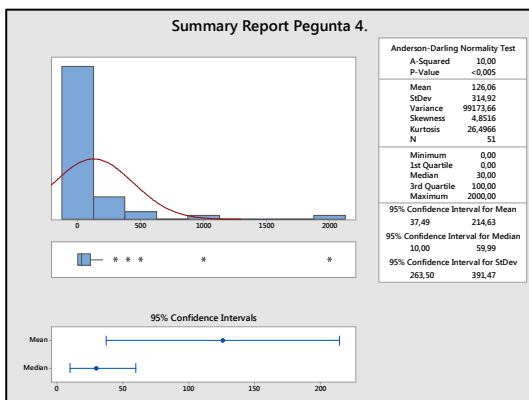 Summary Report Pegunta 4.
0 500 1000 1500 2000
* * * * *
95% Confidence Intervals
Mean
Median
0 50 100 150 200
Anderson-Darling Normality Test
A-Squared 10,00
P-Value <0,005
Mean 126,06
StDev 314,92
Variance 99173,66
Skewness 4,8516
Kurtosis 26,4966
N 51
Minimum 0,00
1st Quartile 0,00
Median 30,00
3rd Quartile 100,00
Maximum 2000,00
95% Confidence Interval for Mean
37,49 214,63
95% Confidence Interval for Median
10,00 59,99
95% Confidence Interval for StDev
263,50 391,47